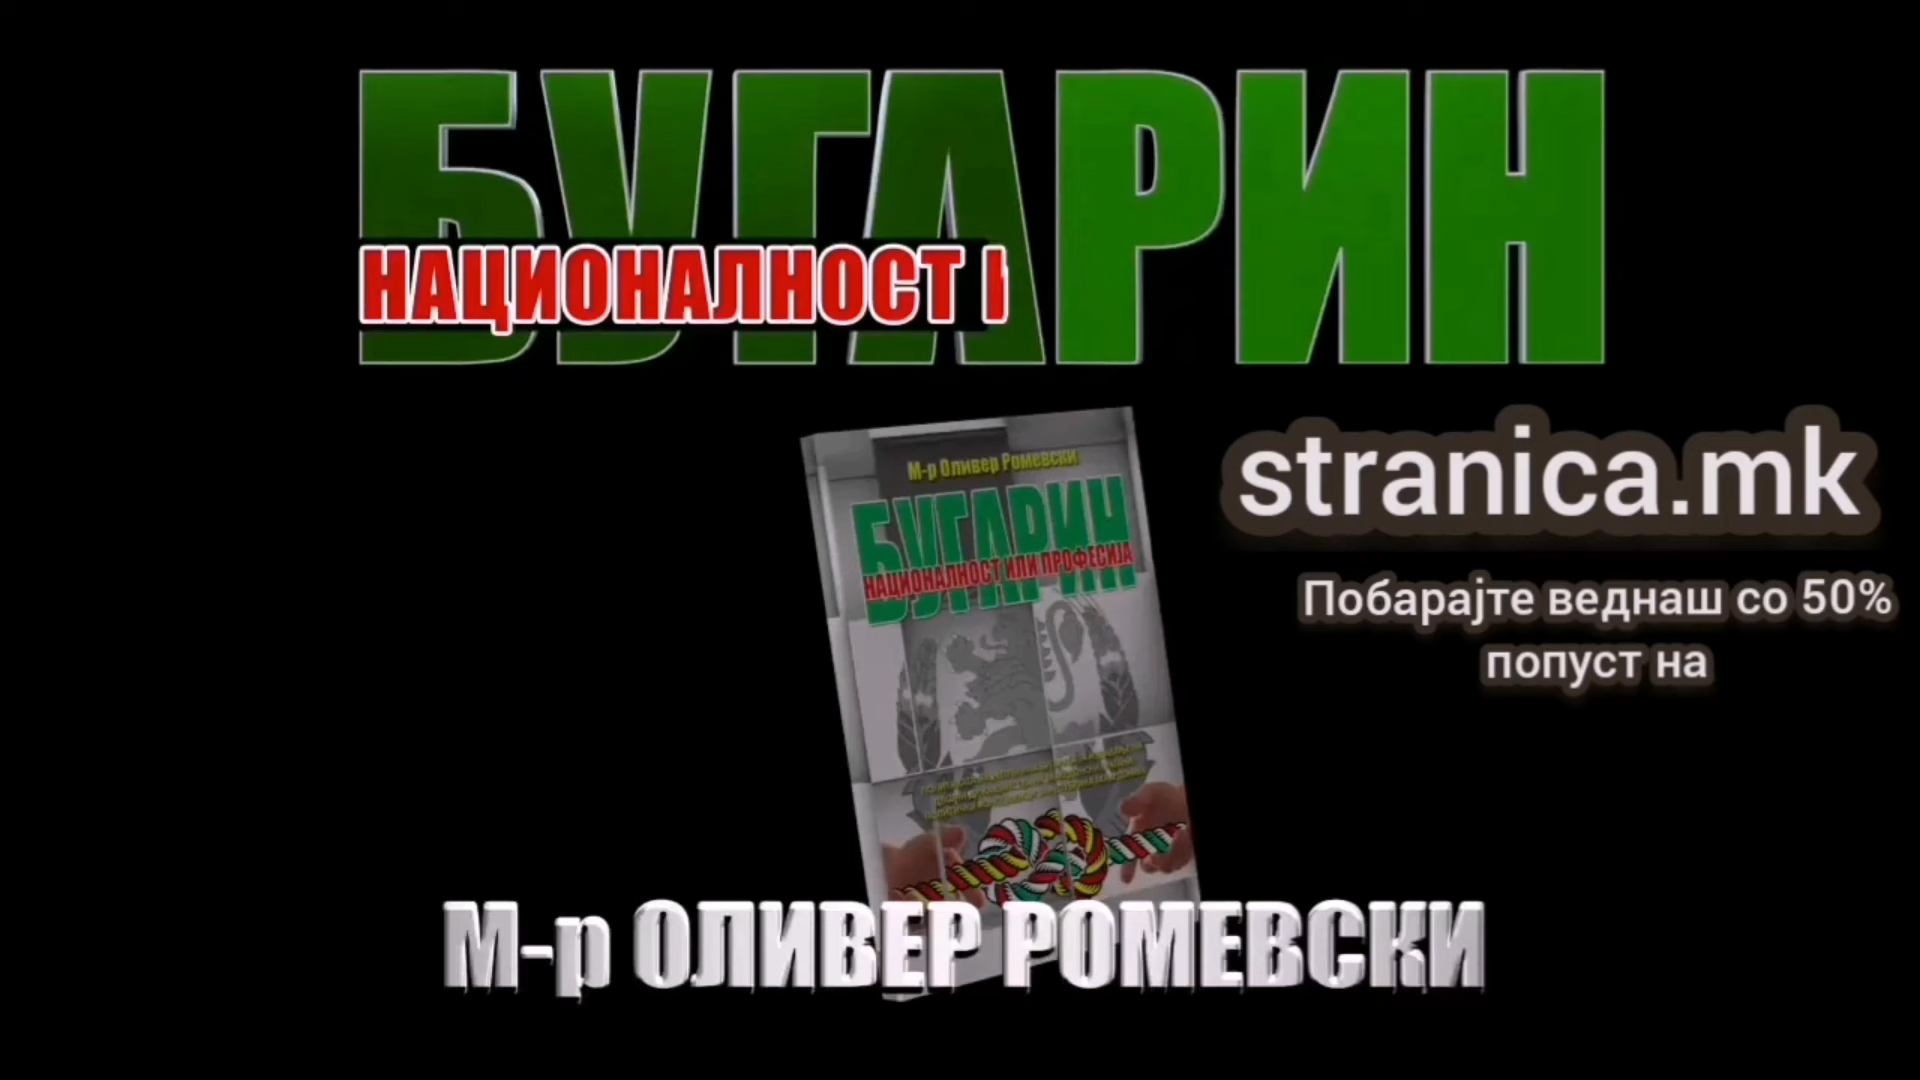 БУГАРИН
НАЦИОНАЛНОСТ
М-р Оливер Ромевски
БУГАРИН
НАЦИОНАЛНОСТ ИЛИ ПРОФЕСИЈА
stranica.mk
Побарајте веднаш со 50%
попуст на
М-р ОЛИВЕР РОМЕВСКИ